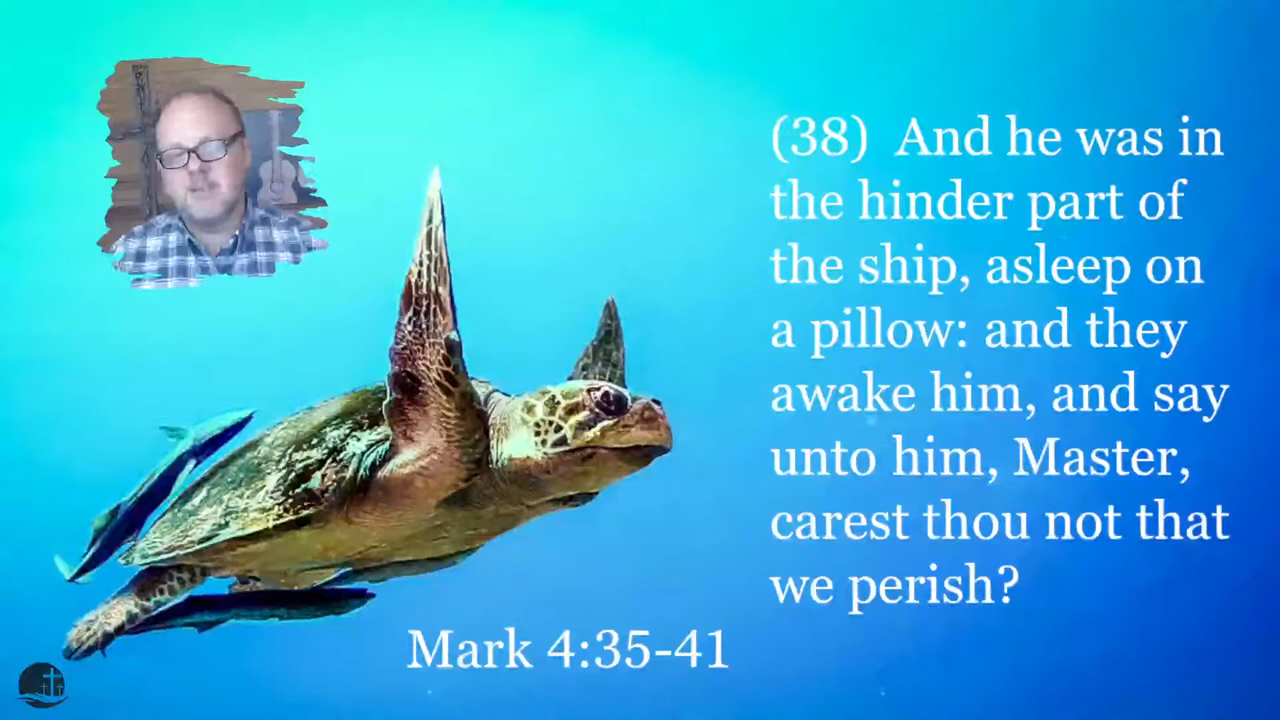 (38)  And he was in
the hinder part of
the ship, asleep on
a pillow: and they
awake him, and say
unto him, Master,
carest thou not that
we perish?
Mark 4:35-41